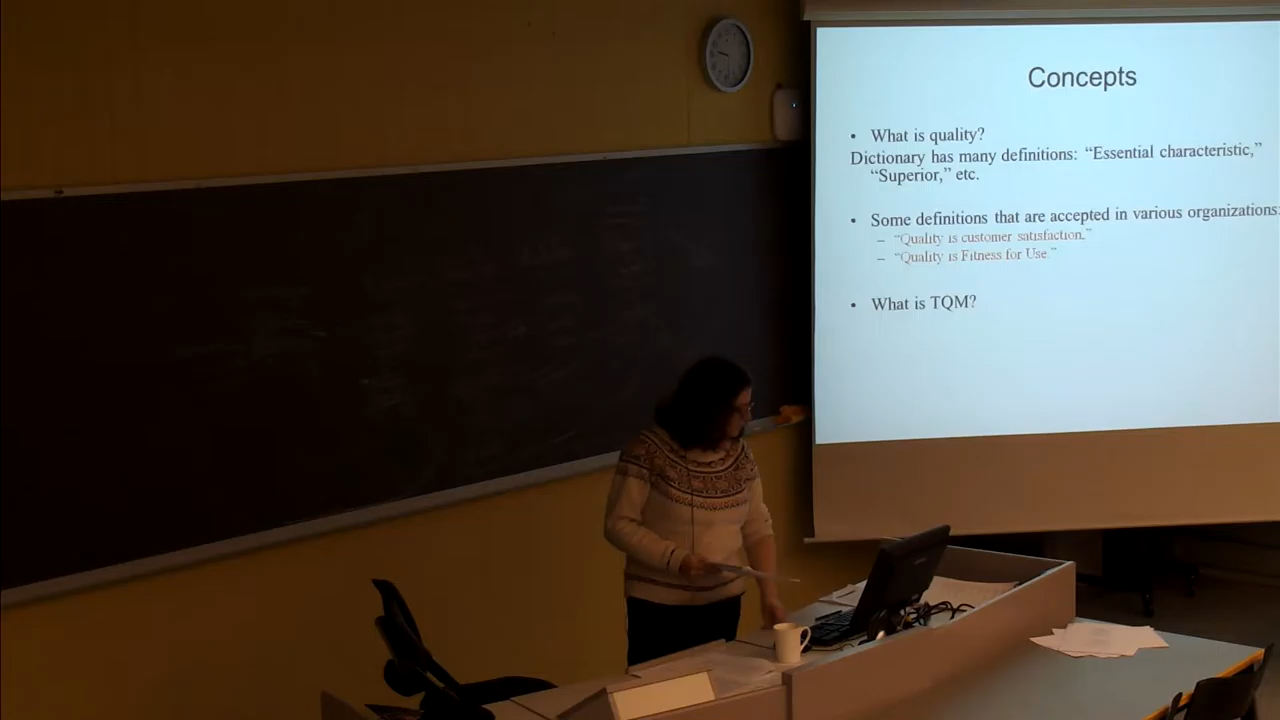 Concepts
• What is quality?
Dictionary has many definitions: “Essential characteristic,”
“Superior,” etc.
• Some definitions that are accepted in various organizations:
– “Quality is customer satisfaction.”
– “Quality is Fitness for Use.”
• What is TQM?